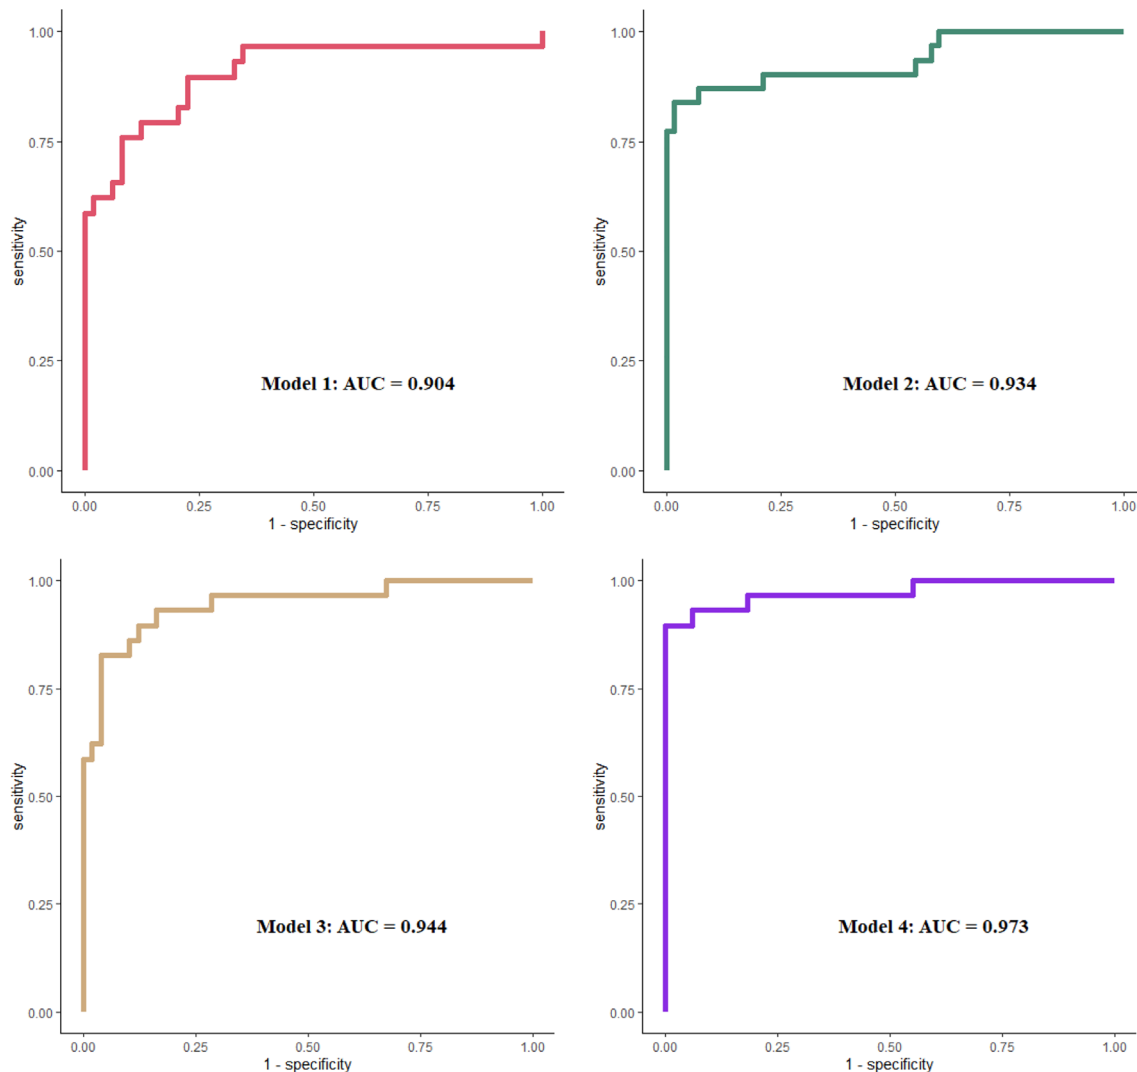 1.00
0.75
0.50
0.25
0.00
sensitivity
Model 1: AUC = 0.904
0.00 0.25 0.50 0.75 1.00
1 - specificity
1.00
0.75
0.50
0.25
0.00
sensitivity
Model 2: AUC = 0.934
0.00 0.25 0.50 0.75 1.00
1 - specificity
1.00
0.75
0.50
0.25
0.00
sensitivity
Model 3: AUC = 0.944
0.00 0.25 0.50 0.75 1.00
1 - specificity
1.00
0.75
0.50
0.25
0.00
sensitivity
Model 4: AUC = 0.973
0.00 0.25 0.50 0.75 1.00
1 - specificity